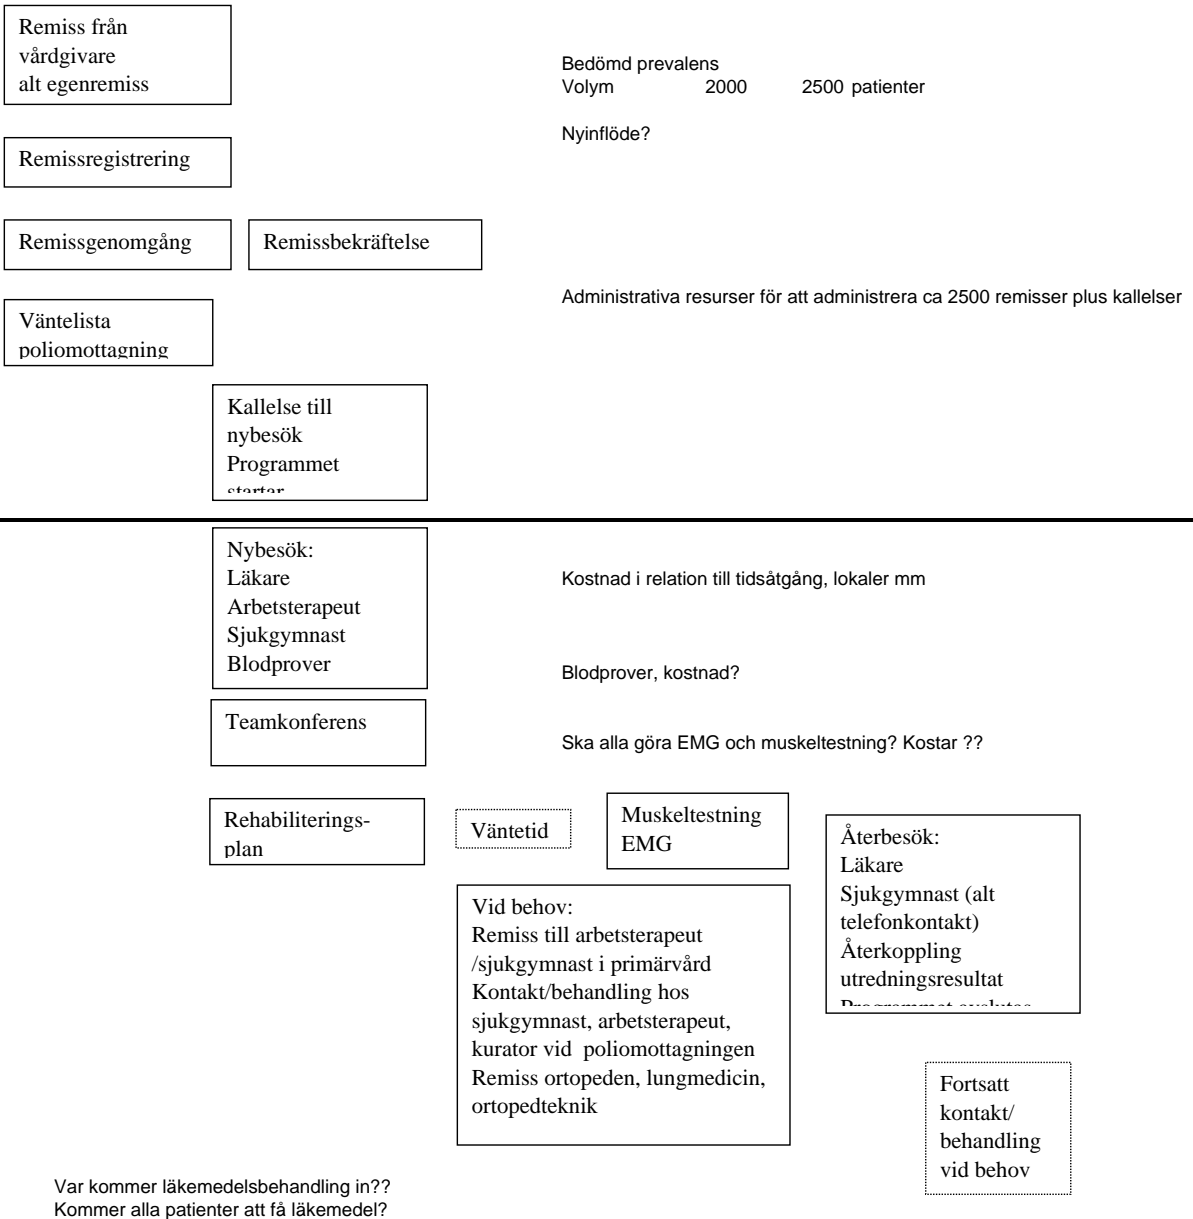 Remiss från
vårdgivare
alt egenremiss
Bedömd prevalens
Volym 2000 2500 patienter
Nyinflöde?
Remissregistrering
Remissgenomgång
Remissbekräftelse
Administrativa resurser för att administrera ca 2500 remisser plus kallelser
Väntelista
poliomottagning
Kallelse till
nybesök
Programmet
startar
Nybesök:
Läkare
Arbetsterapeut
Sjukgymnast
Blodprover
Kostnad i relation till tidsåtgång, lokaler mm
Blodprover, kostnad?
Teamkonferens
Ska alla göra EMG och muskeltestning? Kostar ??
Rehabiliterings-
plan
Väntetid
Muskeltestning
EMG
Återbesök:
Läkare
Sjukgymnast (alt
telefonkontakt)
Återkoppling
utredningsresultat
Programmet avslutas
Vid behov:
Remiss till arbetsterapeut
/sjukgymnast i primärvård
Kontakt/behandling hos
sjukgymnast, arbetsterapeut,
kurator vid poliomottagningen
Remiss ortopeden, lungmedicin,
ortopedteknik
Fortsatt
kontakt/
behandling
vid behov
Var kommer läkemedelsbehandling in??
Kommer alla patienter att få läkemedel?